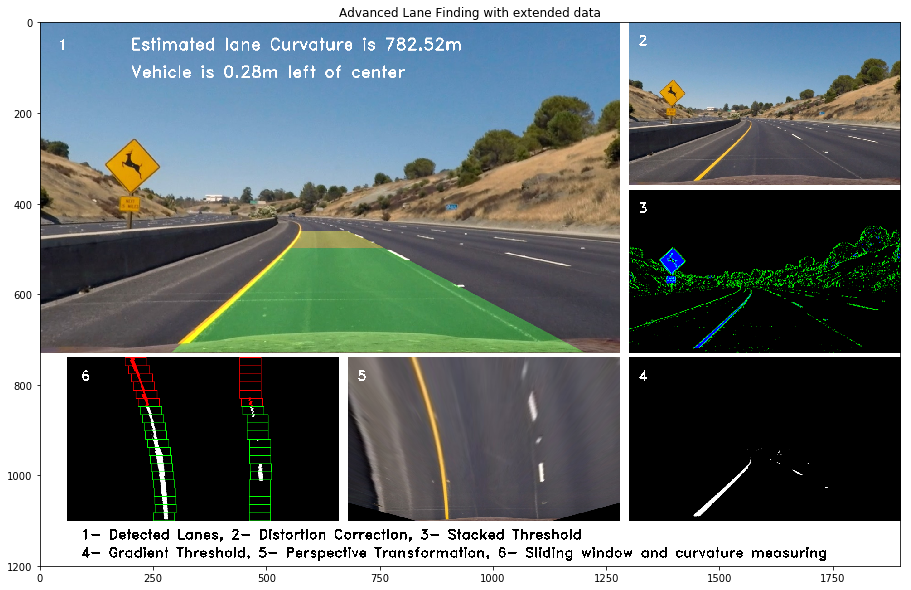 Advanced Lane Finding with extended data
0
200
400
600
800
1000
1200
1
Estimated lane Curvature is 782.52m
Vehicle is 0.28m left of center
2
3
6
5
4
1- Detected Lanes, 2- Distortion Correction, 3- Stacked Threshold
4- Gradient Threshold, 5- Perspective Transformation, 6- Sliding window and curvature measuring
0 250 500 750 1000 1250 1500 1750